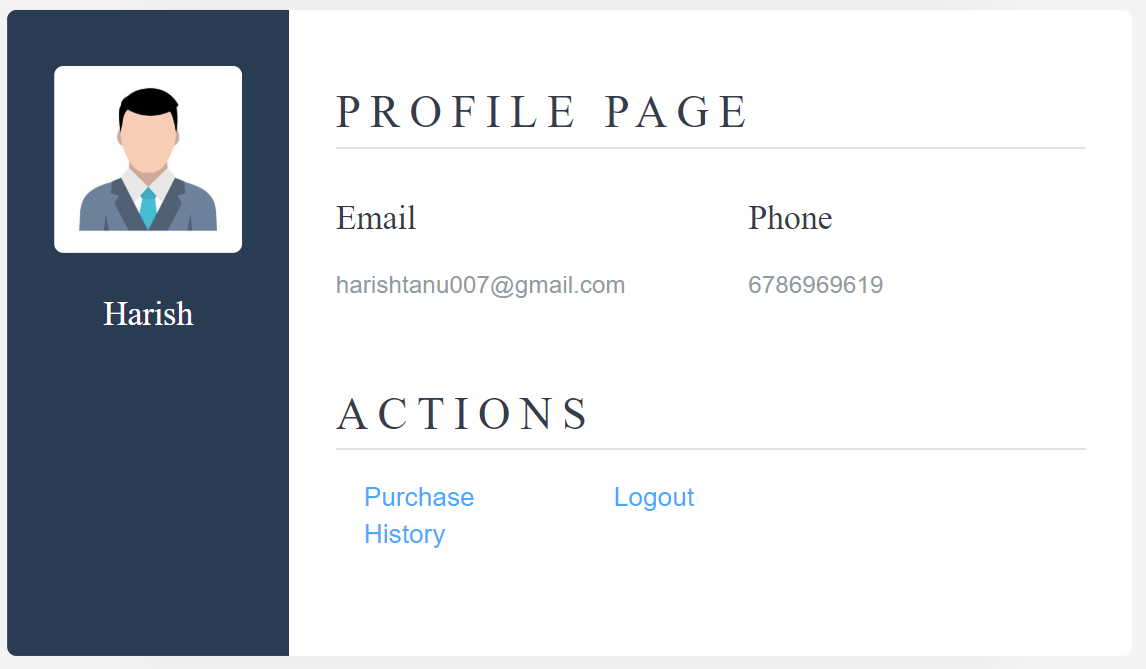 Harish
PROFILE PAGE
Email
Phone
harishtanu007@gmail.com
6786969619
ACTIONS
Purchase
History
Logout